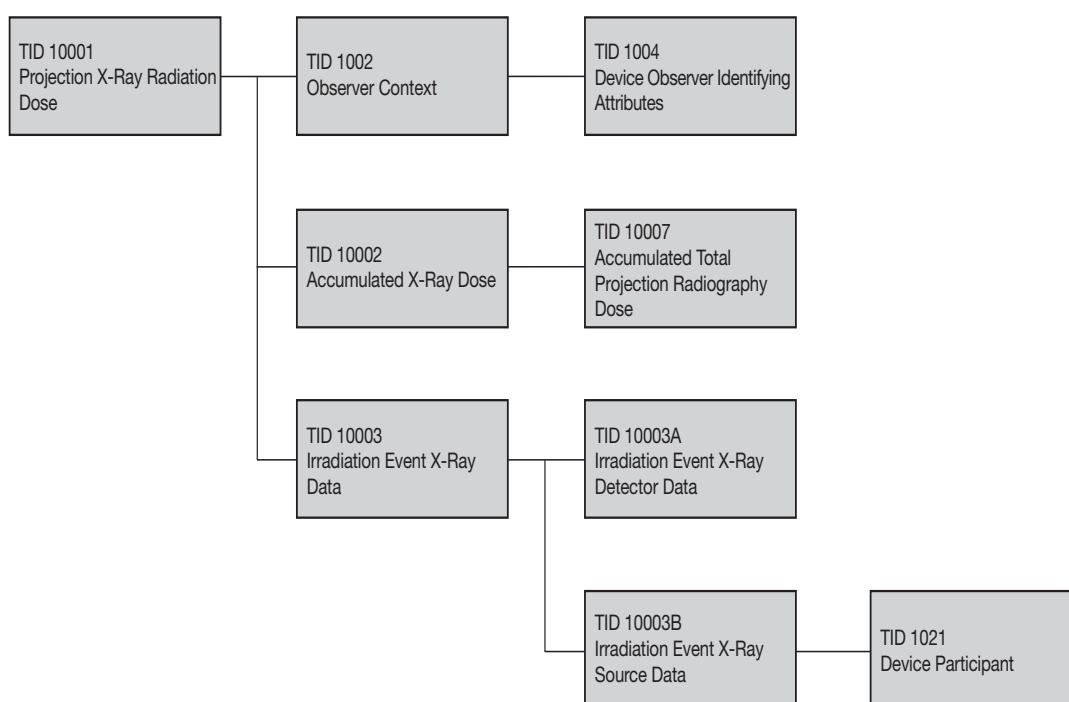 TID 10001
Projection X-Ray Radiation
Dose
TID 1002
Observer Context
TID 1004
Device Observer Identifying
Attributes
TID 10002
Accumulated X-Ray Dose
TID 10007
Accumulated Total
Projection Radiography
Dose
TID 10003
Irradiation Event X-Ray
Data
TID 10003A
Irradiation Event X-Ray
Detector Data
TID 10003B
Irradiation Event X-Ray
Source Data
TID 1021
Device Participant